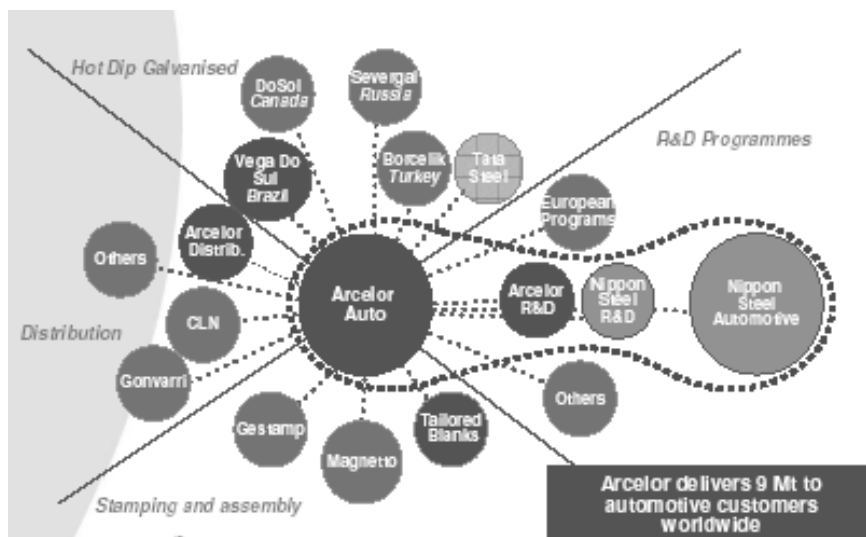 Hot Dip Galvanised
DoSol
Canada
Severgal
Russia
R&D Programmes
Vega Do
Sul
Brazil
Borcelik
Turkey
Tata
Steel
European
Programs
Arcelor
Distrib.
Others
Arcelor
Auto
Arcelor
R&D
Nippon
Steel
R&D
Nippon
Steel
Automotive
CLN
Distribution
Gonvarri
Gestamp
Magnetto
Tailored
Blanks
Others
Stamping and assembly
Arcelor delivers 9 Mt to
automotive customers
worldwide